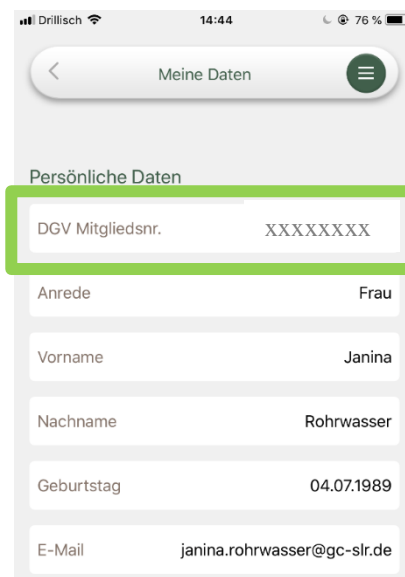 Drillisch 14:44 76 %
Meine Daten
Persönliche Daten
DGV Mitgliedsnr. XXXXXXXX
Anrede Frau
Vorname Janina
Nachname Rohrwasser
Geburtstag 04.07.1989
E-Mail janina.rohrwasser@gc-slr.de